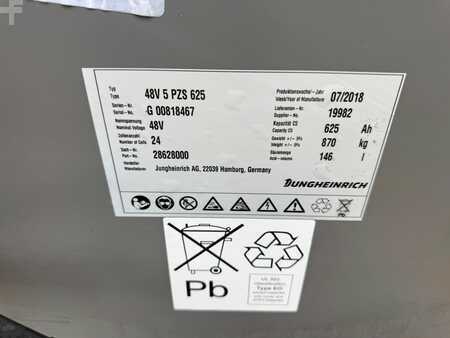 Typ
Type
48V 5 PZS 625
Produktionswoche/-Jahr
Week/Year of Manufacture
07/2018
Serien-Nr.
Serial-No.
G 00818467
Lieferanten-Nr.
Supplier-No.
19982
Nennspannung
Nominal Voltage
48V
Kapazität C5
Capacity C5
625 Ah
Zellenanzahl
Number of Cells
24
Gewicht +/- 5%
Weight +/- 5%
870 kg
Sach-Nr.
Part-No.
28628000
Säuremenge
Acid-volume
146 l
Hersteller
Manufacturer
Jungheinrich AG, 22039 Hamburg, Germany
JUNGHEINRICH
Pb
Pb
Type EO